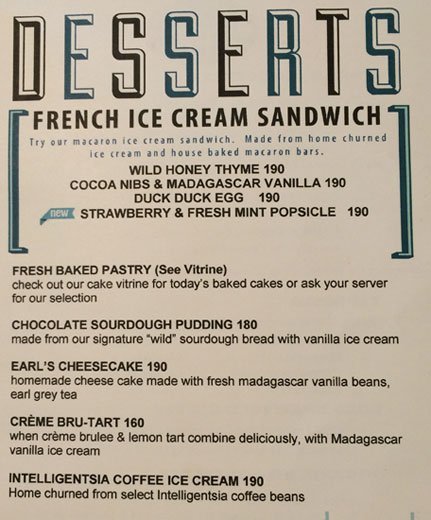 DESSERTS
FRENCH ICE CREAM SANDWICH
Try our macaron ice cream sandwich. Made from home churned
ice cream and house baked macaron bars.
WILD HONEY THYME 190
COCOA NIBS & MADAGASCAR VANILLA 190
DUCK DUCK EGG 190
new STRAWBERRY & FRESH MINT POPSICLE 190
FRESH BAKED PASTRY (See Vitrine)
check out our cake vitrine for today's baked cakes or ask your server
for our selection
CHOCOLATE SOURDOUGH PUDDING 180
made from our signature "wild" sourdough bread with vanilla ice cream
EARL'S CHEESECAKE 190
homemade cheese cake made with fresh madagascar vanilla beans,
earl grey tea
CRÈME BRU-TART 160
when crème brulee & lemon tart combine deliciously, with Madagascar
vanilla ice cream
INTELLIGENTSIA COFFEE ICE CREAM 190
Home churned from select Intelligentsia coffee beans